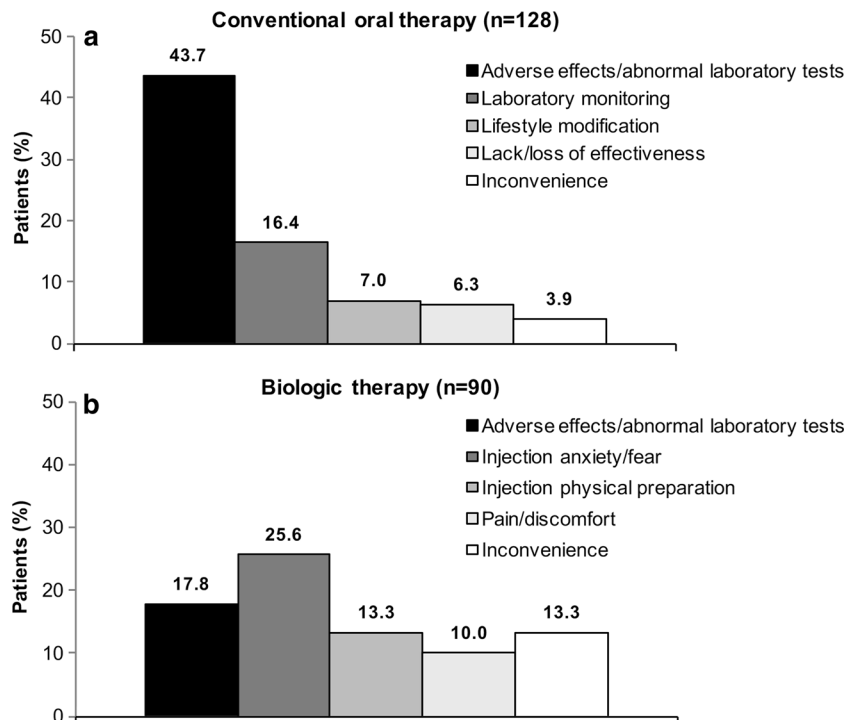 Conventional oral therapy (n=128)
a
50
40
30
20
10
0
Patients (%)
43.7
16.4
7.0
6.3
3.9
Adverse effects/abnormal laboratory tests
Laboratory monitoring
Lifestyle modification
Lack/loss of effectiveness
Inconvenience
Biologic therapy (n=90)
b
50
40
30
20
10
0
Patients (%)
17.8
25.6
13.3
10.0
13.3
Adverse effects/abnormal laboratory tests
Injection anxiety/fear
Injection physical preparation
Pain/discomfort
Inconvenience